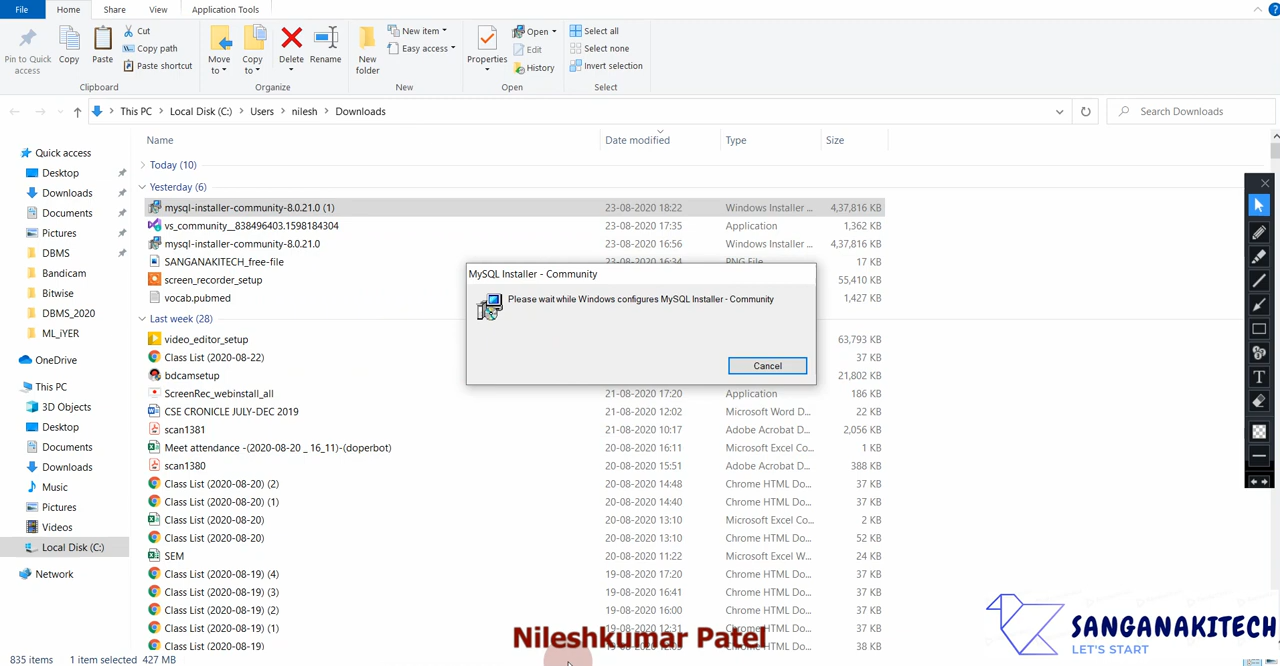 File Home Share View Application Tools
Pin to Quick access
Copy
Paste
Cut
Copy path
Paste shortcut
Clipboard
Move to
Copy to
Delete
Rename
Organize
New folder
New item
Easy access
New
Properties
Open
Edit
History
Open
Select all
Select none
Invert selection
Select
This PC > Local Disk (C:) > Users > nilesh > Downloads
Search Downloads
Quick access
Desktop
Downloads
Documents
Pictures
DBMS
Bandicam
Bitwise
DBMS_2020
ML_iYER
OneDrive
This PC
3D Objects
Desktop
Documents
Downloads
Music
Pictures
Videos
Local Disk (C:)
Network
Name Date modified Type Size
Today (10)
Yesterday (6)
mysql-installer-community-8.0.21.0 (1) 23-08-2020 18:22 Windows Installer ... 4,37,816 KB
vs_community__838496403.1598184304 23-08-2020 17:35 Application 1,362 KB
mysql-installer-community-8.0.21.0 23-08-2020 16:56 Windows Installer ... 4,37,816 KB
SANGANAKITECH_free-file 23-08-2020 16:34 PNG File 17 KB
screen_recorder_setup 55,410 KB
vocab.pubmed 1,427 KB
Last week (28)
video_editor_setup 63,793 KB
Class List (2020-08-22) 37 KB
bdcamsetup 21,802 KB
ScreenRec_webinstall_all 21-08-2020 17:20 Application 186 KB
CSE CRONICLE JULY-DEC 2019 21-08-2020 12:02 Microsoft Word D... 22 KB
scan1381 21-08-2020 10:17 Adobe Acrobat D... 2,056 KB
Meet attendance -(2020-08-20 _ 16_11)-(doperbot) 20-08-2020 16:11 Microsoft Excel Co... 3 KB
scan1380 20-08-2020 15:51 Adobe Acrobat D... 388 KB
Class List (2020-08-20) (2) 20-08-2020 14:48 Chrome HTML Do... 37 KB
Class List (2020-08-20) (1) 20-08-2020 14:40 Chrome HTML Do... 37 KB
Class List (2020-08-20) 20-08-2020 13:10 Microsoft Excel Co... 2 KB
Class List (2020-08-20) 20-08-2020 13:10 Chrome HTML Do... 52 KB
SEM 20-08-2020 11:22 Microsoft Excel W... 24 KB
Class List (2020-08-19) (4) 19-08-2020 17:20 Chrome HTML Do... 37 KB
Class List (2020-08-19) (3) 19-08-2020 16:41 Chrome HTML Do... 37 KB
Class List (2020-08-19) (2) 19-08-2020 16:00 Chrome HTML Do... 37 KB
Class List (2020-08-19) (1) 19-08-2020 12:31 Chrome HTML Do... 37 KB
Class List (2020-08-19) Chrome HTML Do... 38 KB
MySQL Installer - Community
Please wait while Windows configures MySQL Installer - Community
Cancel
T
Nileshkumar Patel
SANGANAKITECH
LET'S START
835 items 1 item selected 427 MB